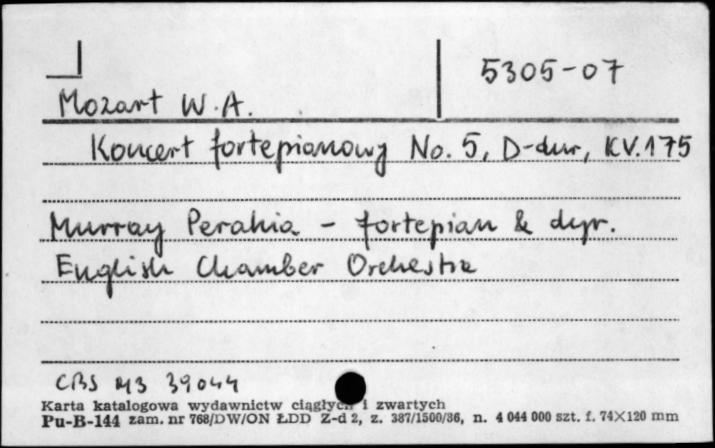 5305-07
Mozart W.A.
Koncert fortepianowy No. 5, D-dur, KV.175
Murray Perahia - fortepian & dyr.
English Chamber Orchestra
CBS M3 39044
Karta katalogowa wydawnictw ciągłych i zwartych
Pu-B-144 zam. nr 768/DW/ON ŁDD Z-d 2, z. 387/1500/86, n. 4 044 000 szt. f. 74×120 mm